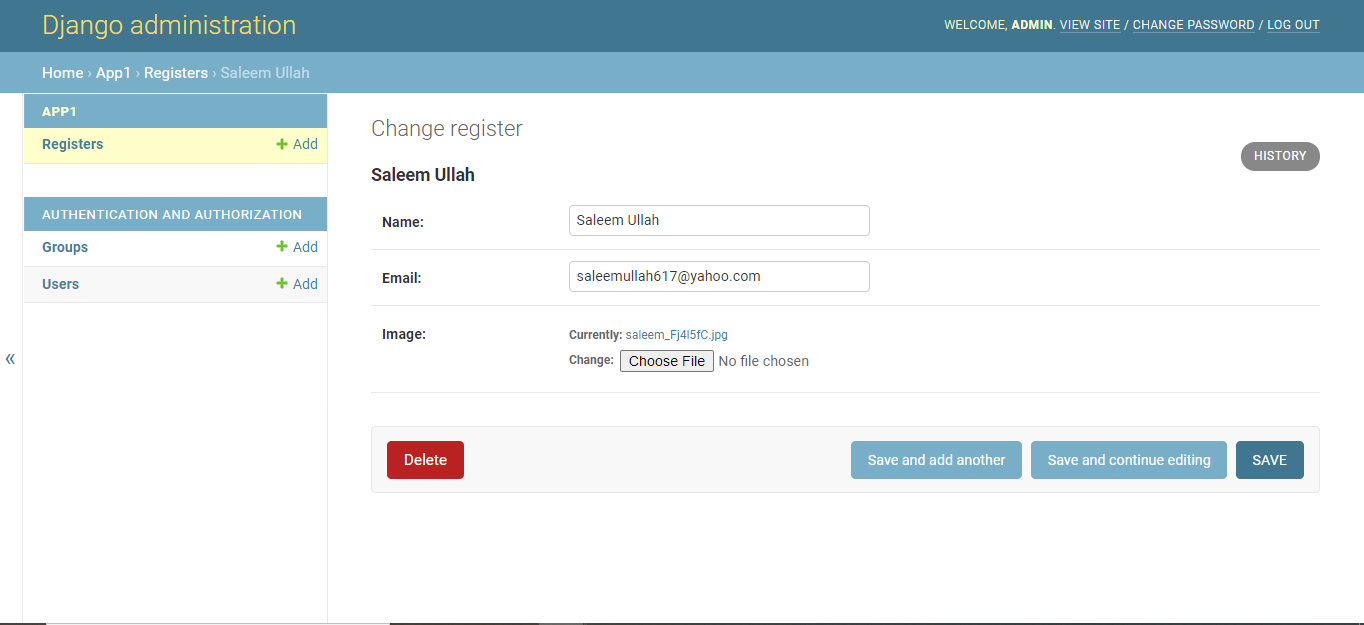 Django administration
WELCOME, ADMIN. VIEW SITE / CHANGE PASSWORD / LOG OUT
Home › App1 › Registers › Saleem Ullah
APP1
Registers + Add
AUTHENTICATION AND AUTHORIZATION
Groups + Add
Users + Add
«
Change register
HISTORY
Saleem Ullah
Name: Saleem Ullah
Email: saleemullah617@yahoo.com
Image: Currently: saleem_Fj4l5fC.jpg
Change: Choose File No file chosen
Delete Save and add another Save and continue editing SAVE